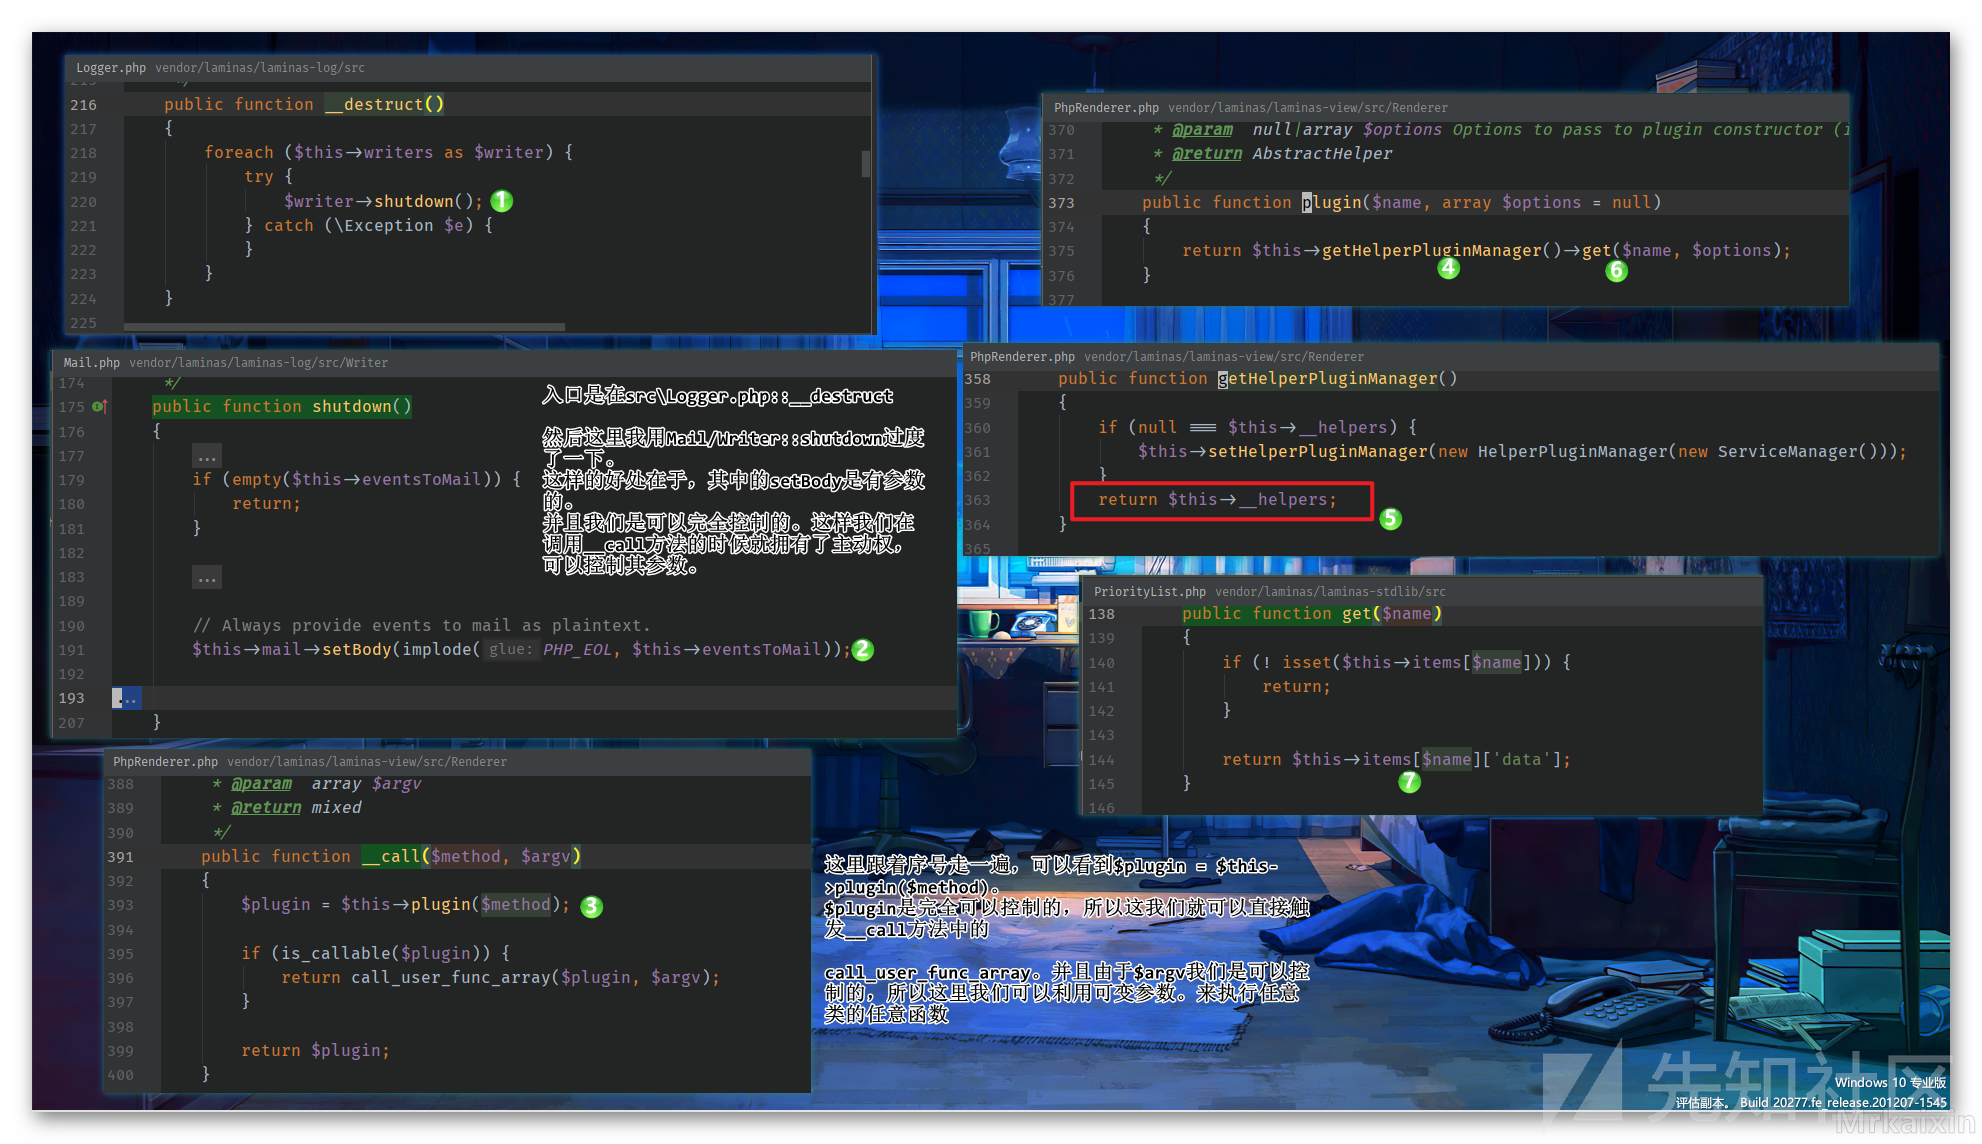 Logger.php vendor/laminas/laminas-log/src
*/
216 public function __destruct()
217 {
218 foreach ($this->writers as $writer) {
219 try {
220 $writer->shutdown(); 1
221 } catch (\Exception $e) {
222 }
223 }
224 }
225
Mail.php vendor/laminas/laminas-log/src/Writer
174 */
175 public function shutdown()
176 {
177 ...
179 if (empty($this->eventsToMail)) {
180 return;
181 }
182
183 ...
189
190 // Always provide events to mail as plaintext.
191 $this->mail->setBody(implode( glue: PHP_EOL, $this->eventsToMail)); 2
192
193 ...
207 }
入口是在src\Logger.php::__destruct
然后这里我用Mail/Writer::shutdown过度
了一下。
这样的好处在于，其中的setBody是有参数
的。
并且我们是可以完全控制的。这样我们在
调用__call方法的时候就拥有了主动权，
可以控制其参数。
PhpRenderer.php vendor/laminas/laminas-view/src/Renderer
388 * @param array $argv
389 * @return mixed
390 */
391 public function __call($method, $argv)
392 {
393 $plugin = $this->plugin($method); 3
394
395 if (is_callable($plugin)) {
396 return call_user_func_array($plugin, $argv);
397 }
398
399 return $plugin;
400 }
PhpRenderer.php vendor/laminas/laminas-view/src/Renderer
370 * @param null|array $options Options to pass to plugin constructor (i
371 * @return AbstractHelper
372 */
373 public function plugin($name, array $options = null)
374 {
375 return $this->getHelperPluginManager()->get($name, $options);
4 6
376 }
377
PhpRenderer.php vendor/laminas/laminas-view/src/Renderer
358 public function getHelperPluginManager()
359 {
360 if (null === $this->__helpers) {
361 $this->setHelperPluginManager(new HelperPluginManager(new ServiceManager()));
362 }
363 return $this->__helpers;
364 } 5
365
PriorityList.php vendor/laminas/laminas-stdlib/src
138 public function get($name)
139 {
140 if (! isset($this->items[$name])) {
141 return;
142 }
143
144 return $this->items[$name]['data'];
145 } 7
146
这里跟着序号走一遍，可以看到$plugin = $this-
>plugin($method)。
$plugin是完全可以控制的，所以这我们就可以直接触
发__call方法中的
call_user_func_array。并且由于$argv我们是可以控
制的，所以这里我们可以利用可变参数。来执行任意
类的任意函数
先知社区
Windows 10 专业版
评估副本。 Build 20277.fe_release.201207-1545
Mrkaixin